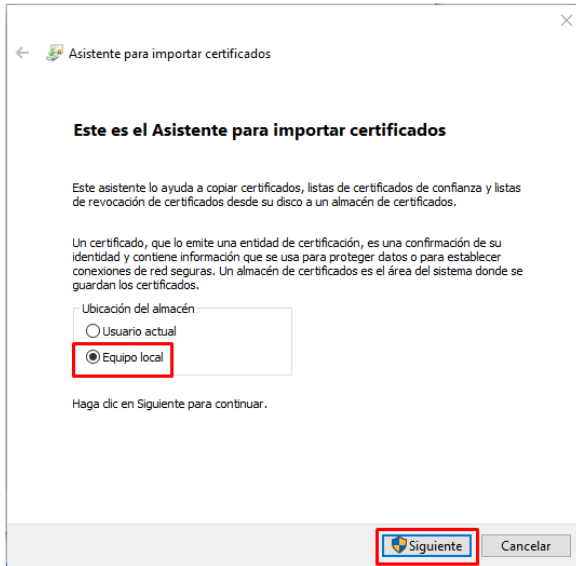 Asistente para importar certificados
Este es el Asistente para importar certificados
Este asistente lo ayuda a copiar certificados, listas de certificados de confianza y listas
de revocación de certificados desde su disco a un almacén de certificados.
Un certificado, que lo emite una entidad de certificación, es una confirmación de su
identidad y contiene información que se usa para proteger datos o para establecer
conexiones de red seguras. Un almacén de certificados es el área del sistema donde se
guardan los certificados.
Ubicación del almacén
Usuario actual
Equipo local
Haga clic en Siguiente para continuar.
Siguiente Cancelar